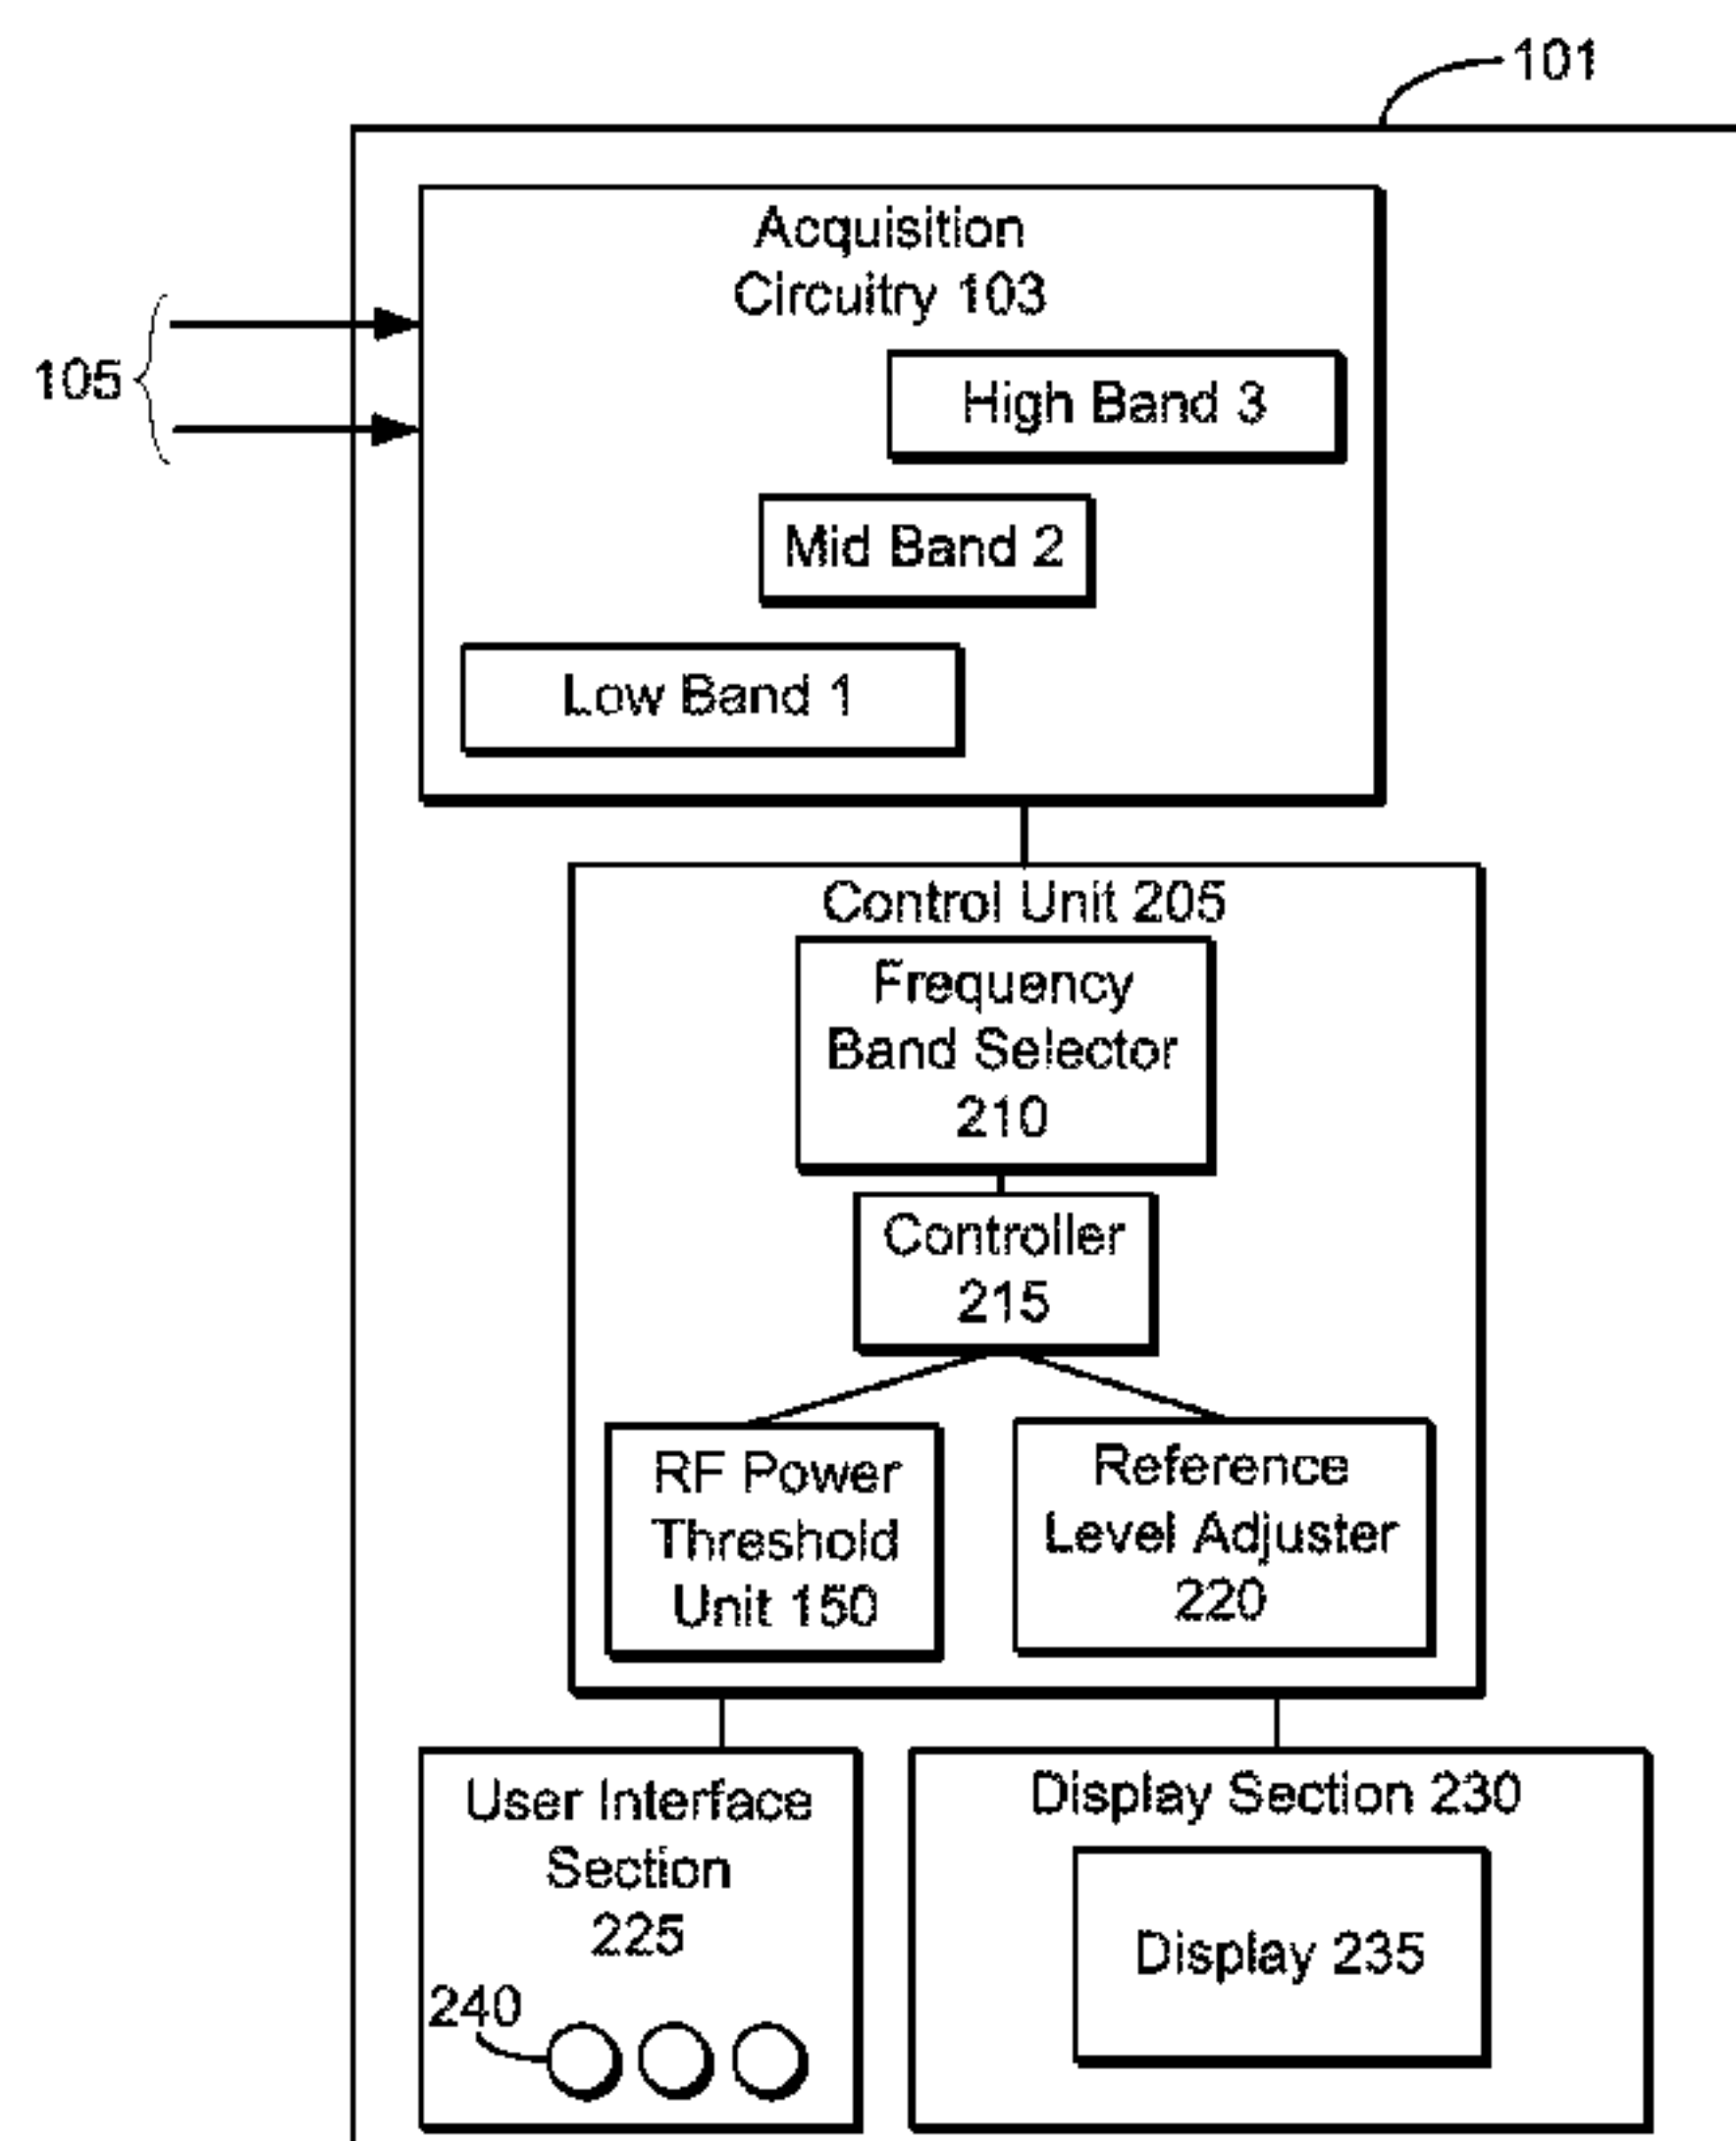 101
Acquisition
Circuitry 103
105
High Band 3
Mid Band 2
Low Band 1
Control Unit 205
Frequency
Band Selector
210
Controller
215
RF Power
Threshold
Unit 150
Reference
Level Adjuster
220
User Interface
Section
225
240
Display Section 230
Display 235